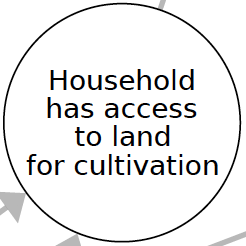 Household
has access
to land
for cultivation